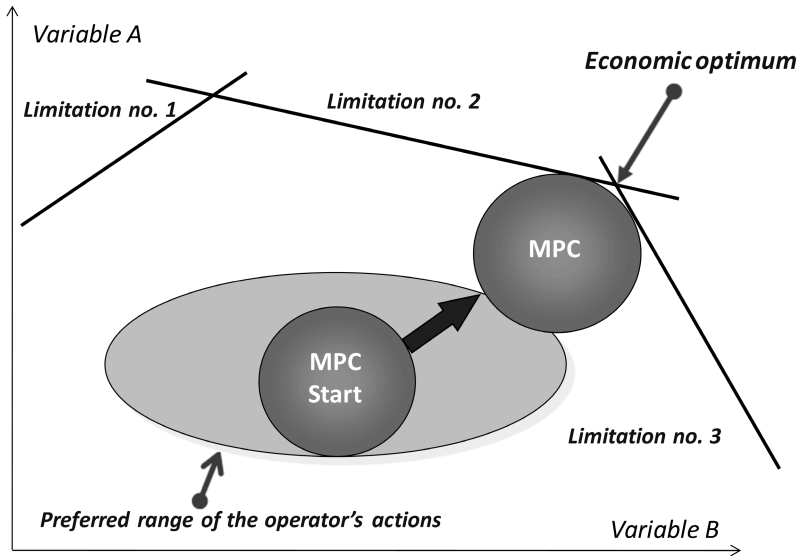 Variable A
Economic optimum
Limitation no. 1
Limitation no. 2
MPC
MPC
Start
Limitation no. 3
Preferred range of the operator's actions
Variable B